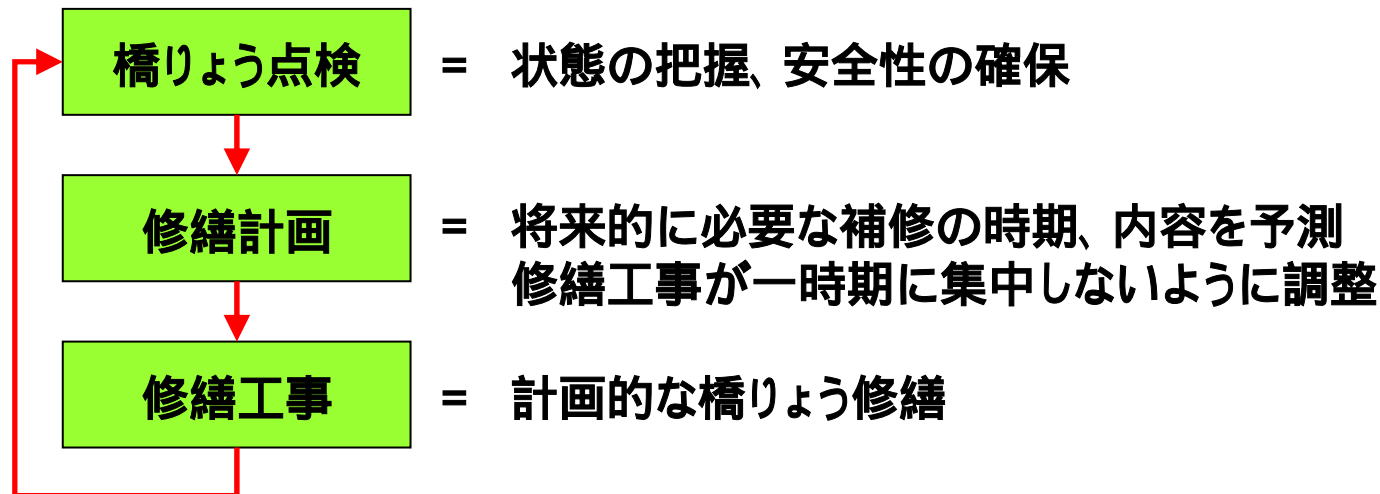 橋りょう点検 = 状態の把握、安全性の確保
修繕計画 = 将来的に必要な補修の時期、内容を予測
修繕工事が一時期に集中しないように調整
修繕工事 = 計画的な橋りょう修繕